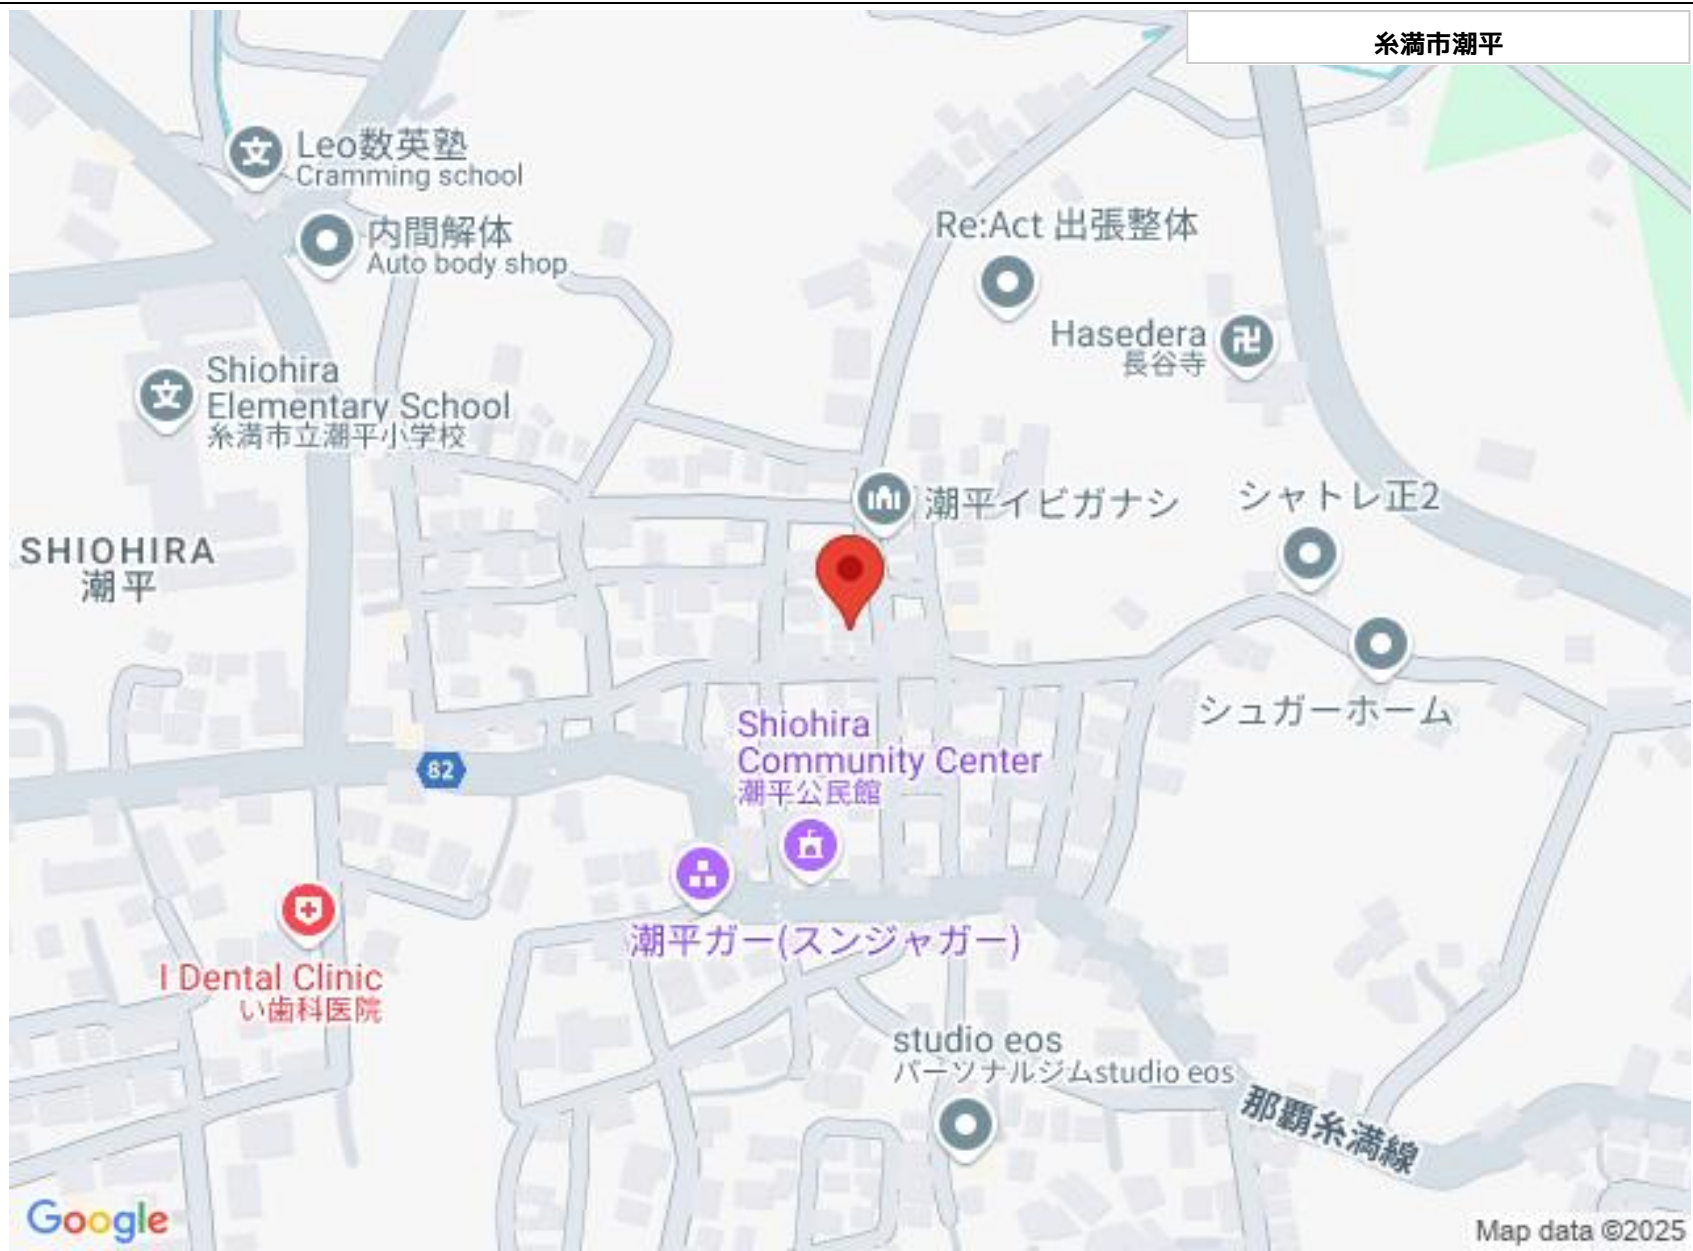 糸満市潮平
Leo数英塾
Cramming school
内間解体
Auto body shop
Re:Act 出張整体
Hasedera
長谷寺
Shiohira
Elementary School
糸満市立潮平小学校
潮平イビガナシ
シャトレ正2
SHIOHIRA
潮平
シュガーホーム
Shiohira
Community Center
潮平公民館
82
潮平ガー(スンジャガー)
I Dental Clinic
い歯科医院
studio eos
パーソナルジムstudio eos
那覇糸満線
Google
Map data ©2025